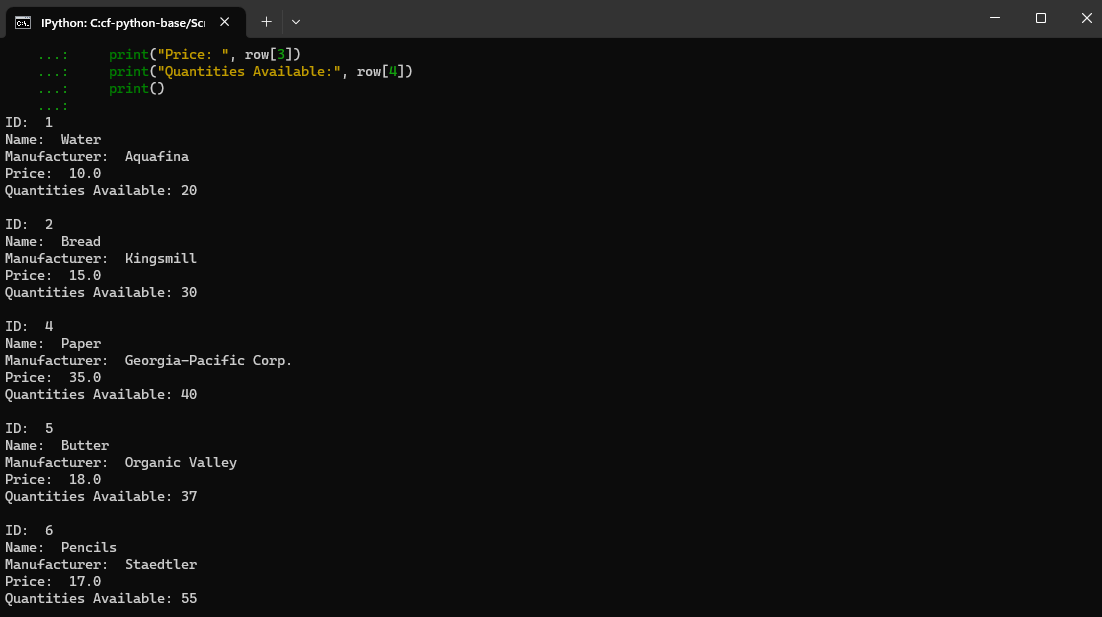 IPython: C:cf-python-base/Scr
...:     print("Price: ", row[3])
...:     print("Quantities Available:", row[4])
...:     print()
...:
ID:  1
Name:  Water
Manufacturer:  Aquafina
Price:  10.0
Quantities Available: 20
ID:  2
Name:  Bread
Manufacturer:  Kingsmill
Price:  15.0
Quantities Available: 30
ID:  4
Name:  Paper
Manufacturer:  Georgia-Pacific Corp.
Price:  35.0
Quantities Available: 40
ID:  5
Name:  Butter
Manufacturer:  Organic Valley
Price:  18.0
Quantities Available: 37
ID:  6
Name:  Pencils
Manufacturer:  Staedtler
Price:  17.0
Quantities Available: 55